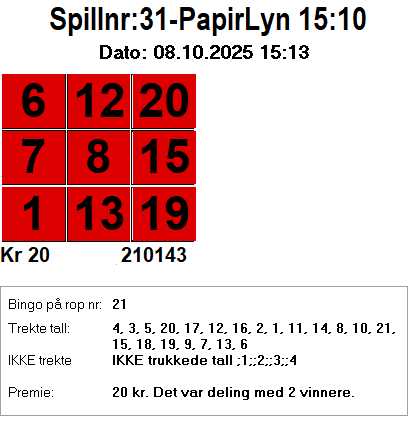 Spillnr:31-PapirLyn 15:10
Dato: 08.10.2025 15:13
6 12 20
7 8 15
1 13 19
Kr 20 210143
Bingo på rop nr: 21
Trekte tall: 4, 3, 5, 20, 17, 12, 16, 2, 1, 11, 14, 8, 10, 21,
15, 18, 19, 9, 7, 13, 6
IKKE trekte IKKE trukkede tall ;1;;2;;3;;4
Premie: 20 kr. Det var deling med 2 vinnere.